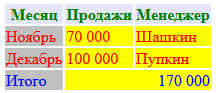 Месяц Продажи Менеджер
Ноябрь 70 000 Шашкин
Декабрь 100 000 Пупкин
Итого 170 000